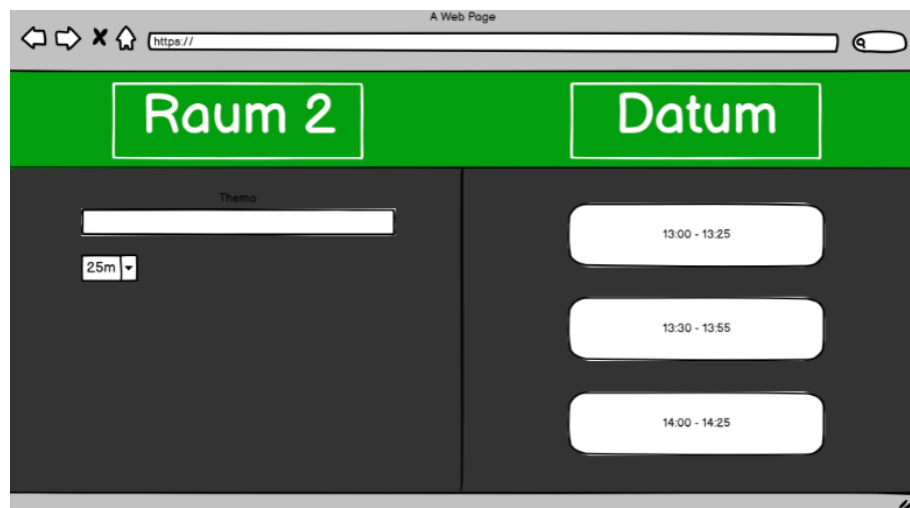 A Web Page
https://
Raum 2
Datum
Thema
25m
13:00 - 13:25
13:30 - 13:55
14:00 - 14:25